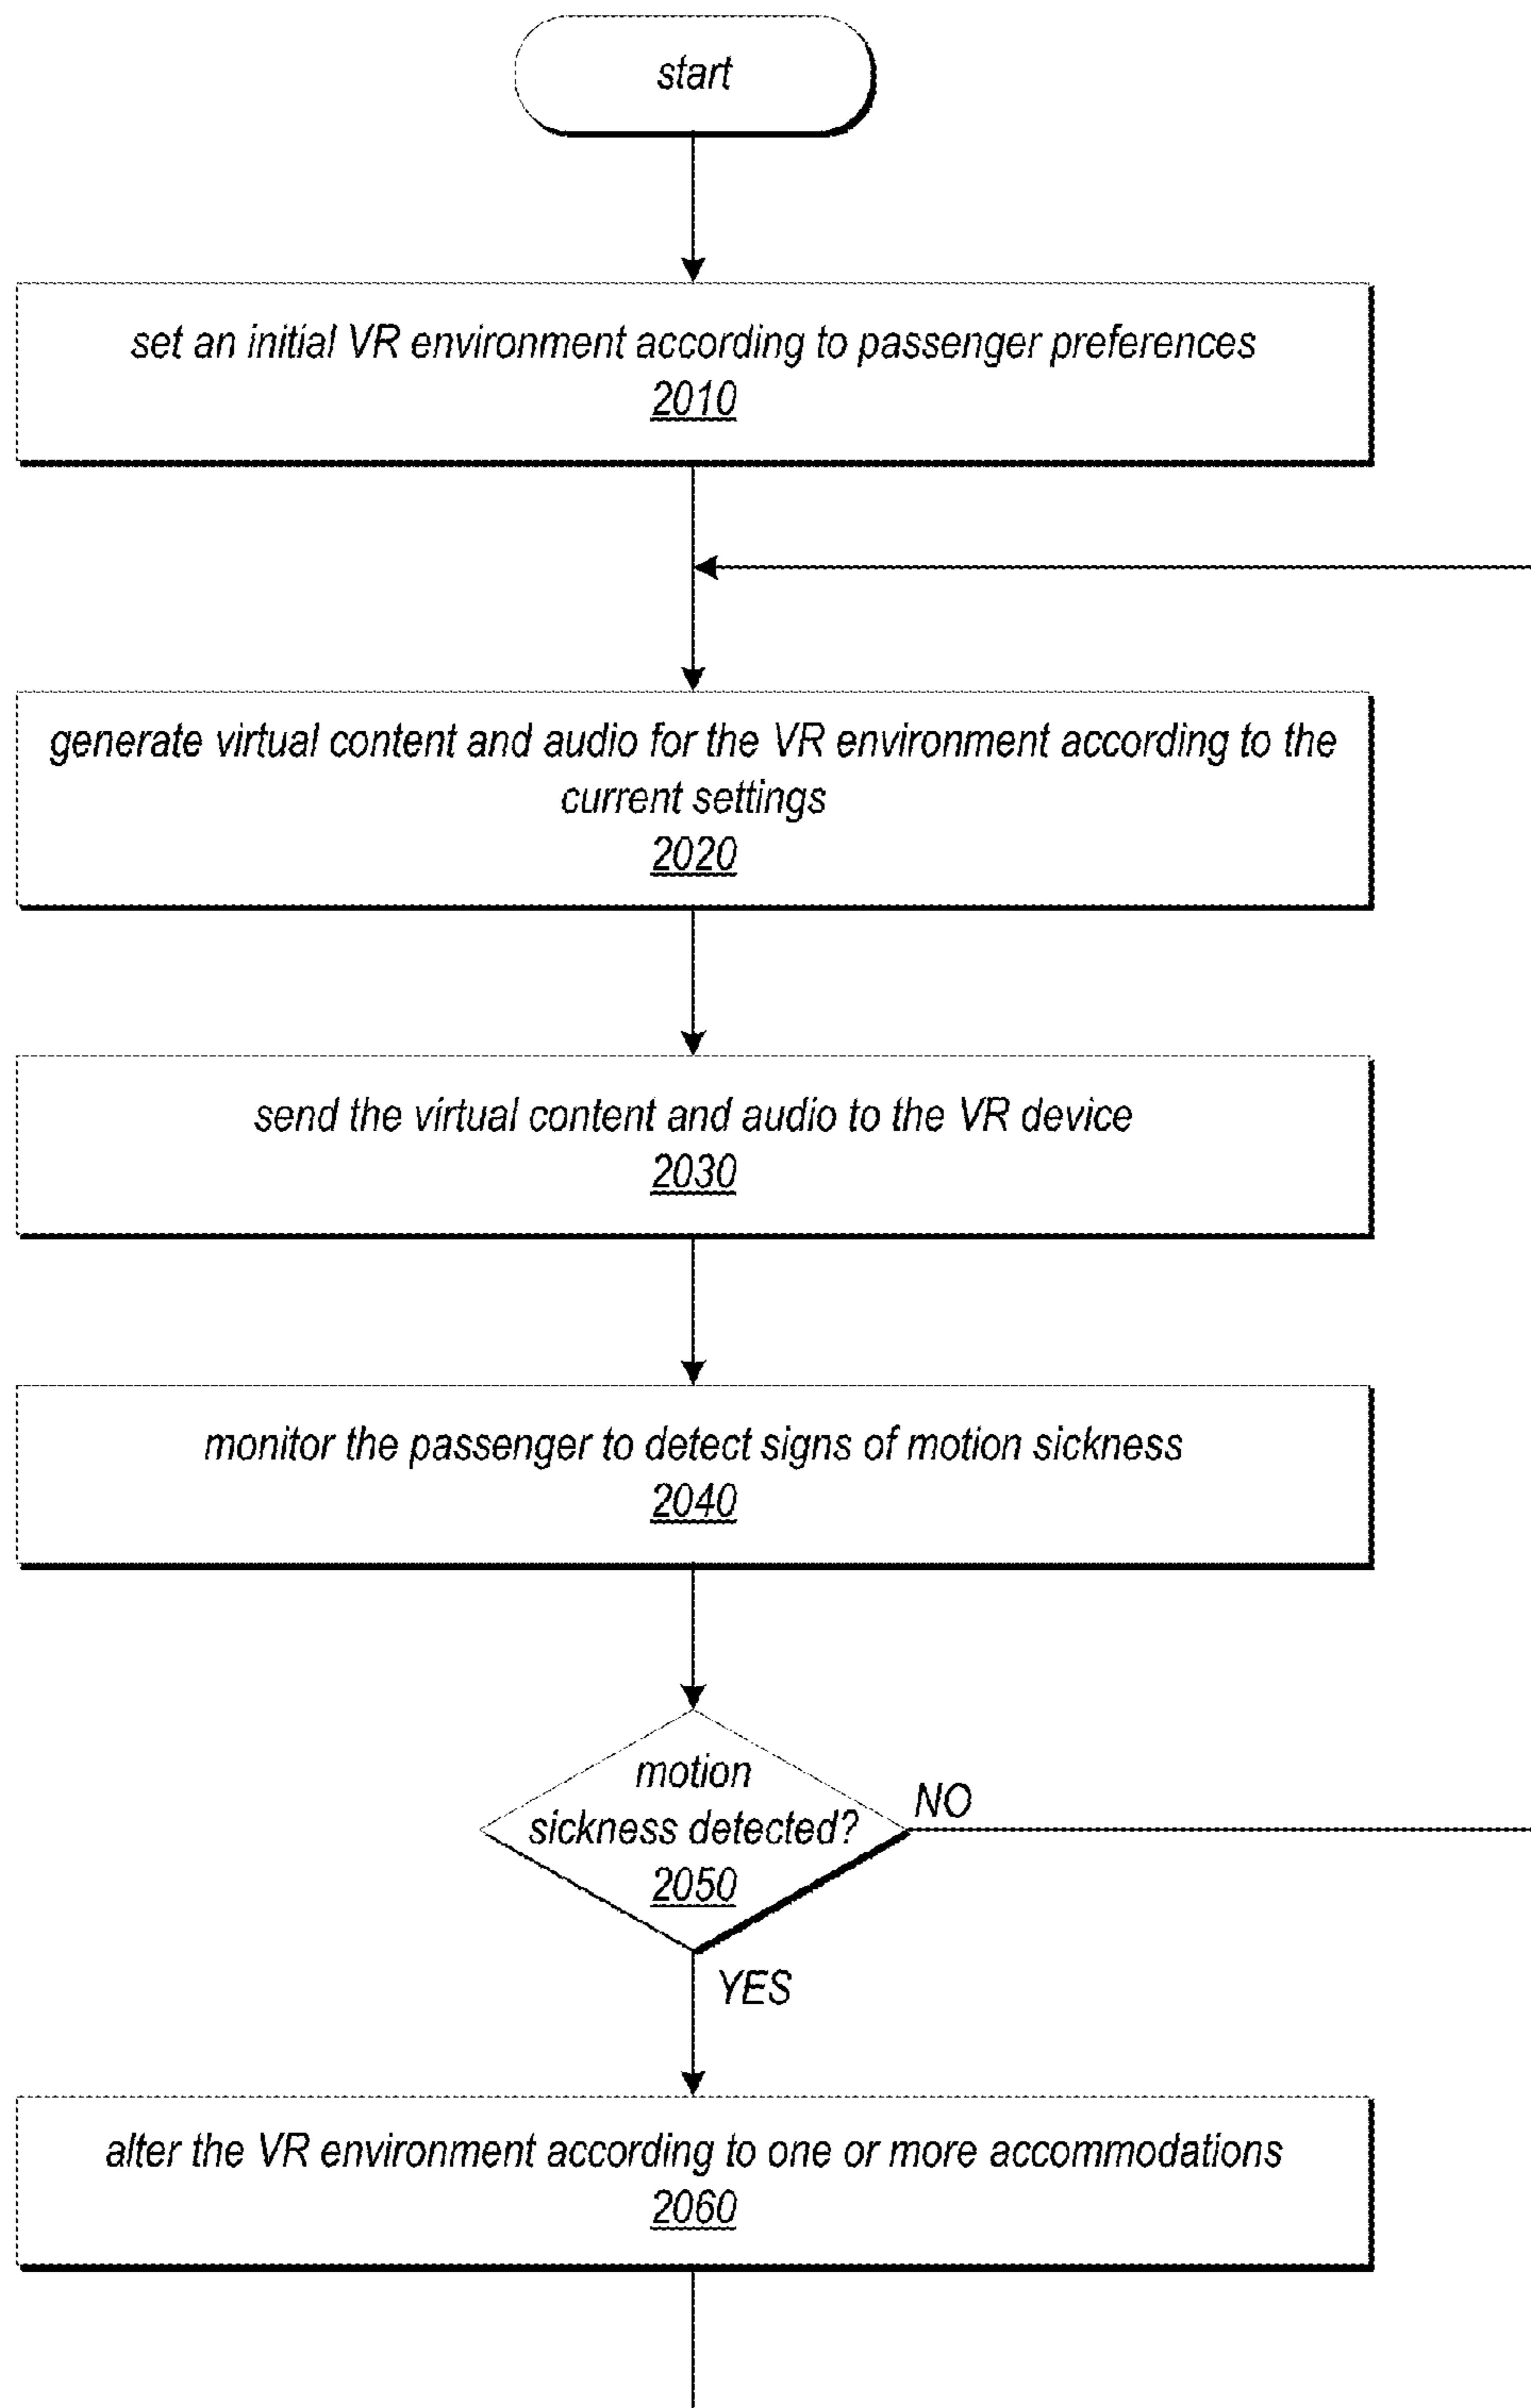 start
set an initial VR environment according to passenger preferences
2010
generate virtual content and audio for the VR environment according to the
current settings
2020
send the virtual content and audio to the VR device
2030
monitor the passenger to detect signs of motion sickness
2040
motion
sickness detected?
2050
NO
YES
alter the VR environment according to one or more accommodations
2060